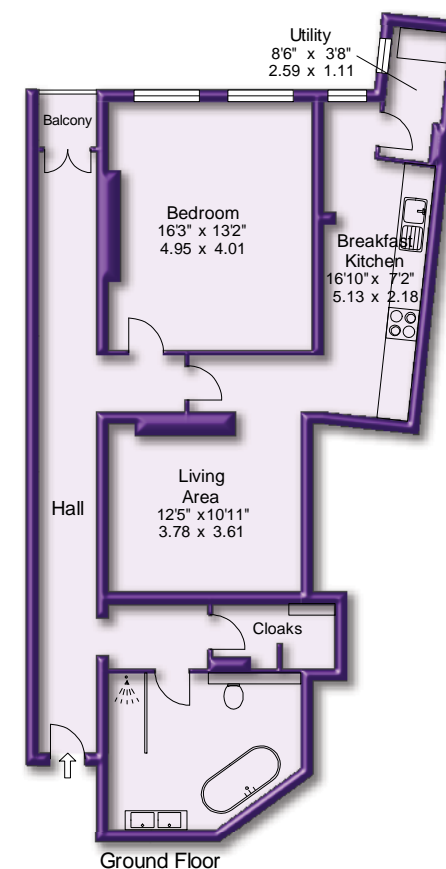 Utility
8'6" x 3'8"
2.59 x 1.11
Balcony
Bedroom
16'3" x 13'2"
4.95 x 4.01
Breakfast
Kitchen
16'10" x 7'2"
5.13 x 2.18
Living
Area
12'5" x10'11"
3.78 x 3.61
Hall
Cloaks
Ground Floor